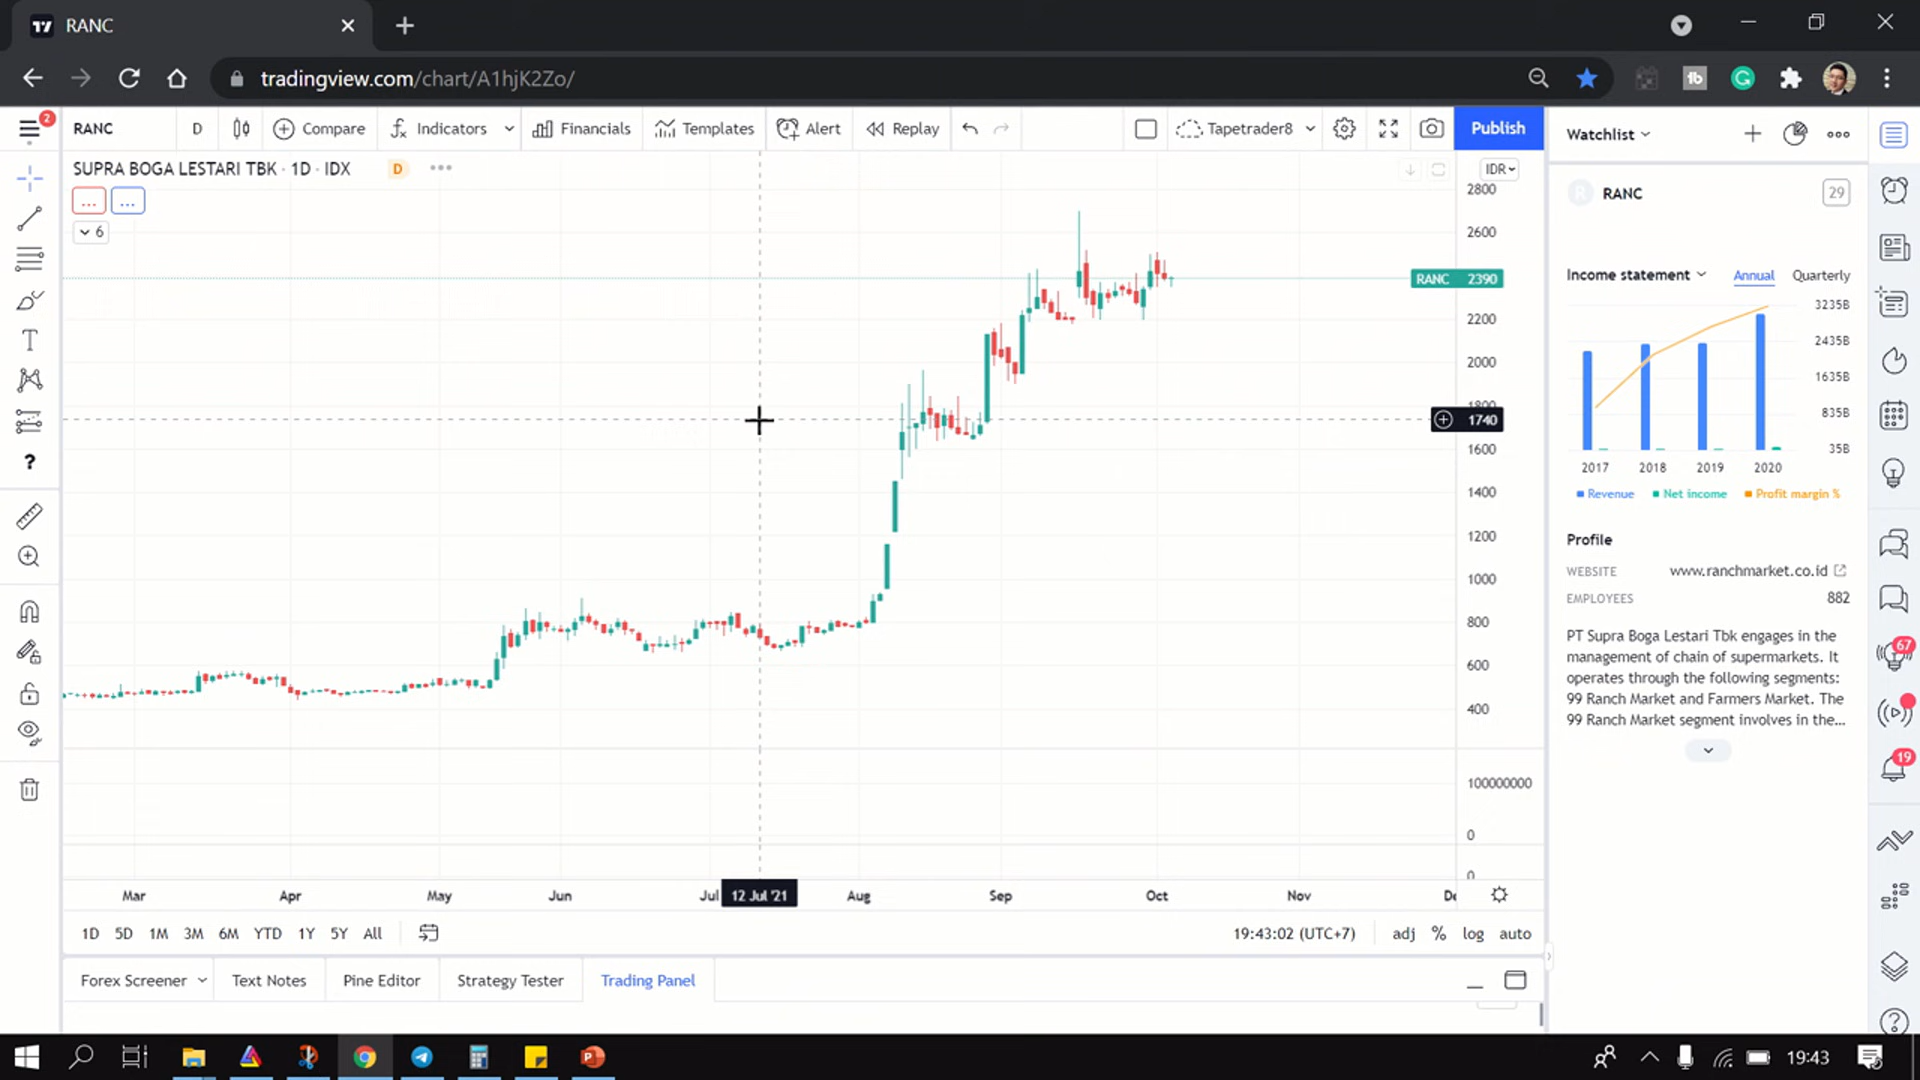 RANC
tradingview.com/chart/A1hjK2Zo/
2
RANC
D
Compare
Indicators
Financials
Templates
Alert
Replay
Tapetrader8
Publish
SUPRA BOGA LESTARI TBK · 1D · IDX
D
...
...
6
IDR
2800
2600
RANC 2390
2200
2000
1800
1740
1600
1400
1200
1000
800
600
400
100000000
0
0
Mar
Apr
May
Jun
Jul
12 Jul '21
Aug
Sep
Oct
Nov
De
1D
5D
1M
3M
6M
YTD
1Y
5Y
All
19:43:02 (UTC+7)
adj
%
log
auto
Forex Screener
Text Notes
Pine Editor
Strategy Tester
Trading Panel
Watchlist
R
RANC
29
Income statement
Annual
Quarterly
3235B
2435B
1635B
835B
35B
2017
2018
2019
2020
Revenue
Net income
Profit margin %
Profile
WEBSITE
www.ranchmarket.co.id
EMPLOYEES
882
PT Supra Boga Lestari Tbk engages in the
management of chain of supermarkets. It
operates through the following segments:
99 Ranch Market and Farmers Market. The
99 Ranch Market segment involves in the...
67
19
19:43